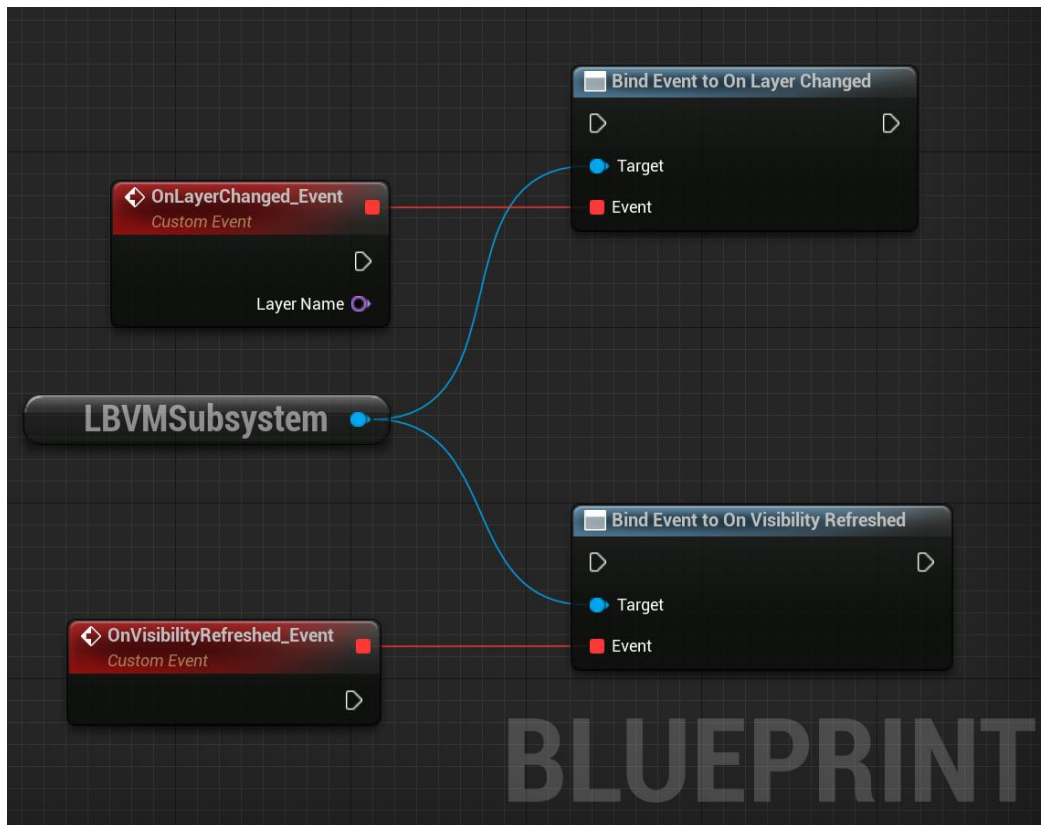 Bind Event to On Layer Changed
Target
Event
OnLayerChanged_Event
Custom Event
Layer Name
LBVMSubsystem
Bind Event to On Visibility Refreshed
Target
Event
OnVisibilityRefreshed_Event
Custom Event
BLUEPRINT